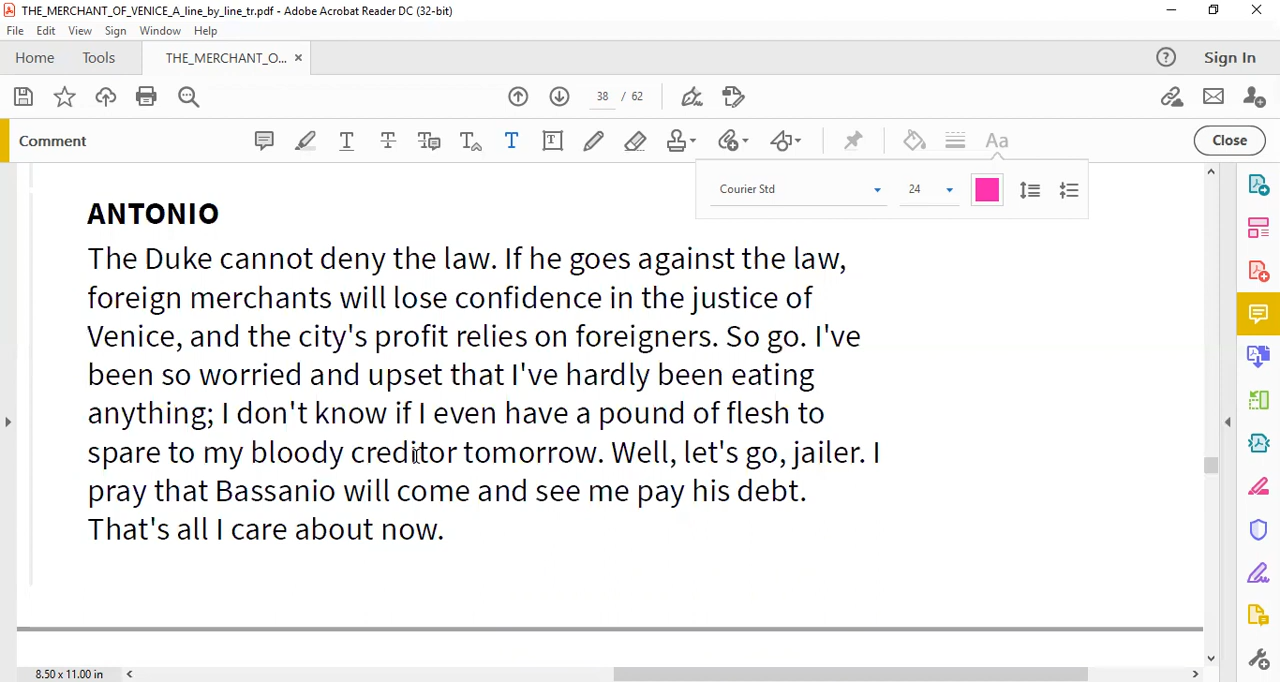 THE_MERCHANT_OF_VENICE_A_line_by_line_tr.pdf - Adobe Acrobat Reader DC (32-bit)
File Edit View Sign Window Help
Home Tools THE_MERCHANT_O... × ? Sign In
38 / 62
Comment T T T T T T Aa Close
Courier Std 24
ANTONIO
The Duke cannot deny the law. If he goes against the law,
foreign merchants will lose confidence in the justice of
Venice, and the city's profit relies on foreigners. So go. I've
been so worried and upset that I've hardly been eating
anything; I don't know if I even have a pound of flesh to
spare to my bloody creditor tomorrow. Well, let's go, jailer. I
pray that Bassanio will come and see me pay his debt.
That's all I care about now.
8.50 x 11.00 in